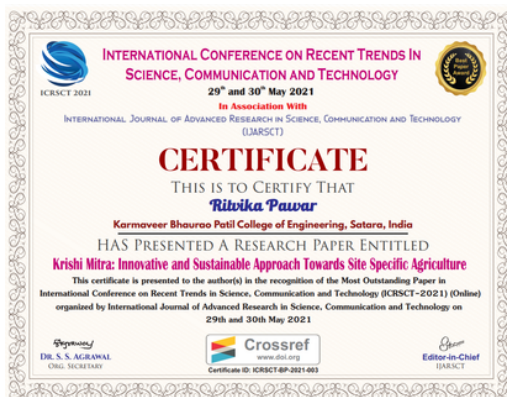 INTERNATIONAL CONFERENCE ON RECENT TRENDS IN
SCIENCE, COMMUNICATION AND TECHNOLOGY
29th and 30th May 2021
In Association With
INTERNATIONAL JOURNAL OF ADVANCED RESEARCH IN SCIENCE, COMMUNICATION AND TECHNOLOGY
(IJARSCT)
ICRSCT 2021
Best
Paper
Award
CERTIFICATE
THIS IS TO CERTIFY THAT
Ritvika Pawar
Karmaveer Bhaurao Patil College of Engineering, Satara, India
HAS PRESENTED A RESEARCH PAPER ENTITLED
Krishi Mitra: Innovative and Sustainable Approach Towards Site Specific Agriculture
This certificate is presented to the author(s) in the recognition of the Most Outstanding Paper in
International Conference on Recent Trends in Science, Communication and Technology (ICRSCT-2021) (Online)
organized by International Journal of Advanced Research in Science, Communication and Technology on
29th and 30th May 2021
DR. S. S. AGRAWAL
ORG. SECRETARY
Crossref
www.doi.org
Certificate ID: ICRSCT-BP-2021-003
Editor-in-Chief
IJARSCT